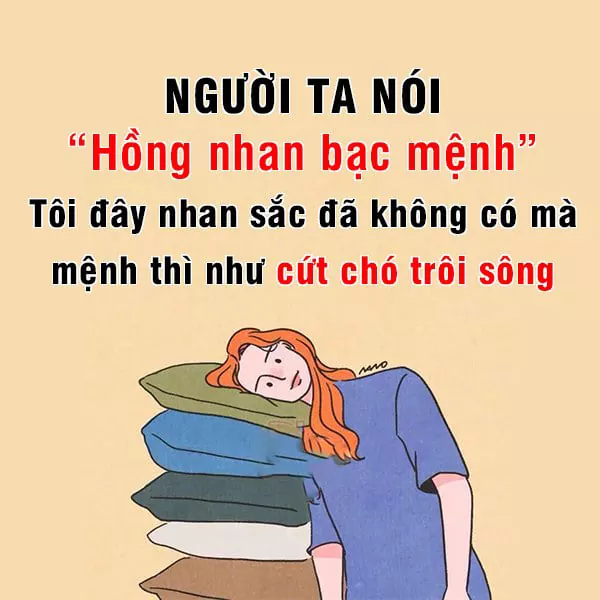 NGƯỜI TA NÓI
“Hồng nhan bạc mệnh”
Tôi đây nhan sắc đã không có mà
mệnh thì như cứt chó trôi sông
NANO